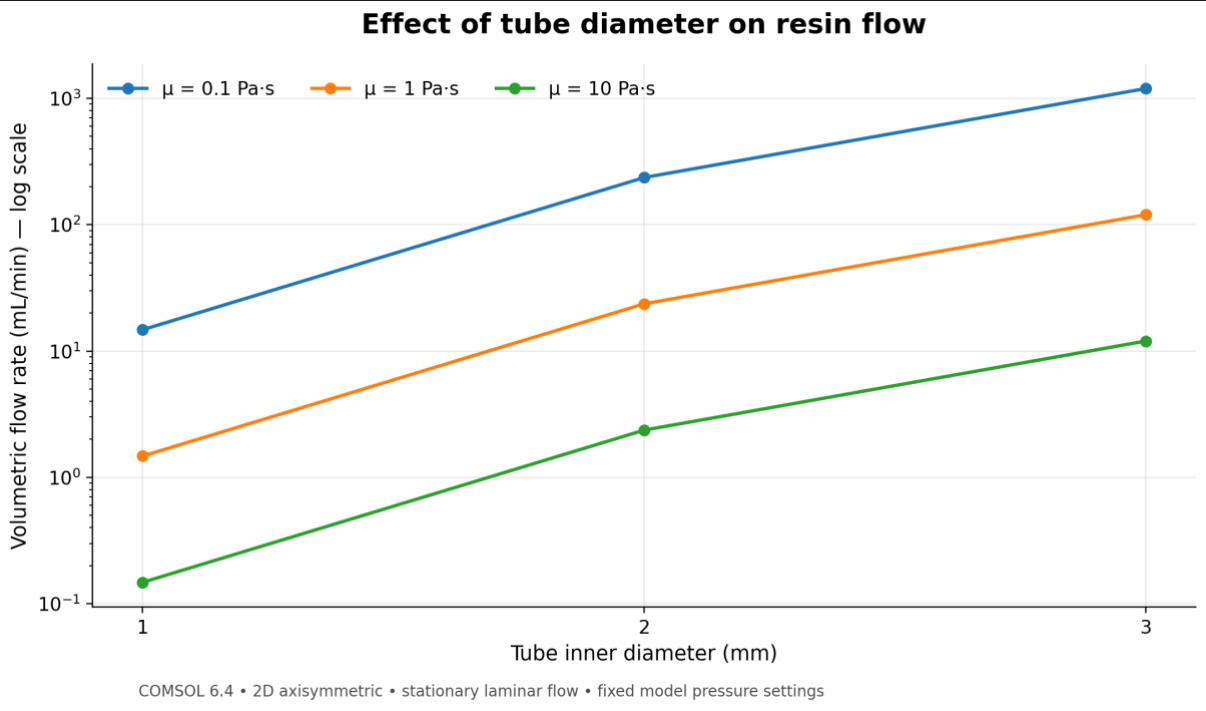 Effect of tube diameter on resin flow
μ = 0.1 Pa·s
μ = 1 Pa·s
μ = 10 Pa·s
Volumetric flow rate (mL/min) — log scale
10³
10²
10¹
10⁰
10⁻¹
1
2
3
Tube inner diameter (mm)
COMSOL 6.4 • 2D axisymmetric • stationary laminar flow • fixed model pressure settings